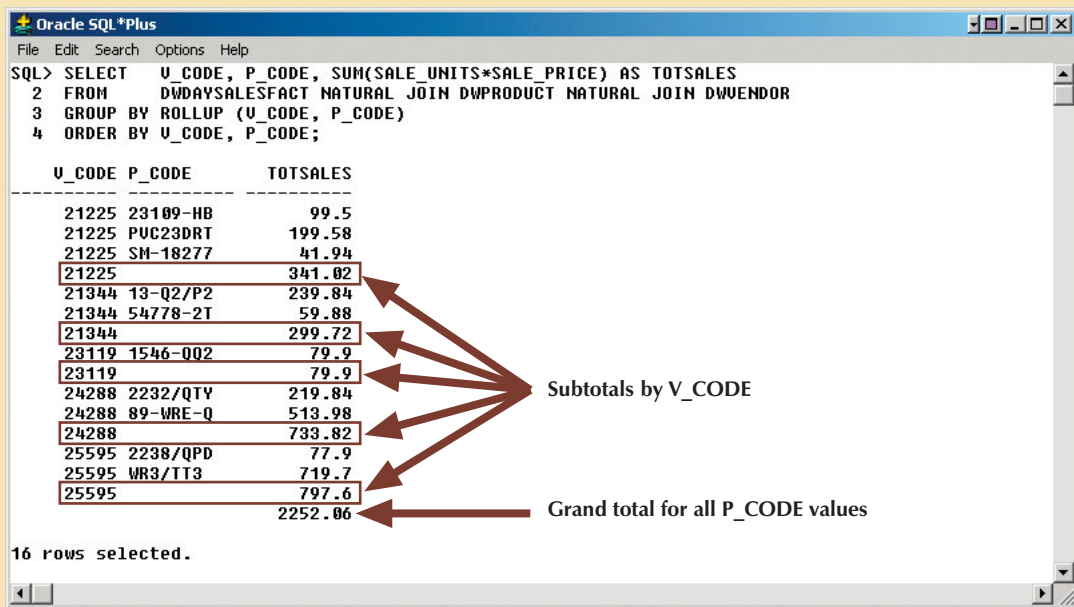 Oracle SQL*Plus
File Edit Search Options Help
SQL> SELECT V_CODE, P_CODE, SUM(SALE_UNITS*SALE_PRICE) AS TOTSALES
2 FROM DWDAYSALESFACT NATURAL JOIN DWPRODUCT NATURAL JOIN DWVENDOR
3 GROUP BY ROLLUP (V_CODE, P_CODE)
4 ORDER BY V_CODE, P_CODE;
V_CODE P_CODE TOTSALES
---------- ---------- ----------
21225 23109-HB 99.5
21225 PVC23DRT 199.58
21225 SM-18277 41.94
21225 341.02
21344 13-Q2/P2 239.84
21344 54778-2T 59.88
21344 299.72
23119 1546-QQ2 79.9
23119 79.9
24288 2232/QTY 219.84
24288 89-WRE-Q 513.98
24288 733.82
25595 2238/QPD 77.9
25595 WR3/TT3 719.7
25595 797.6
2252.06
Subtotals by V_CODE
Grand total for all P_CODE values
16 rows selected.